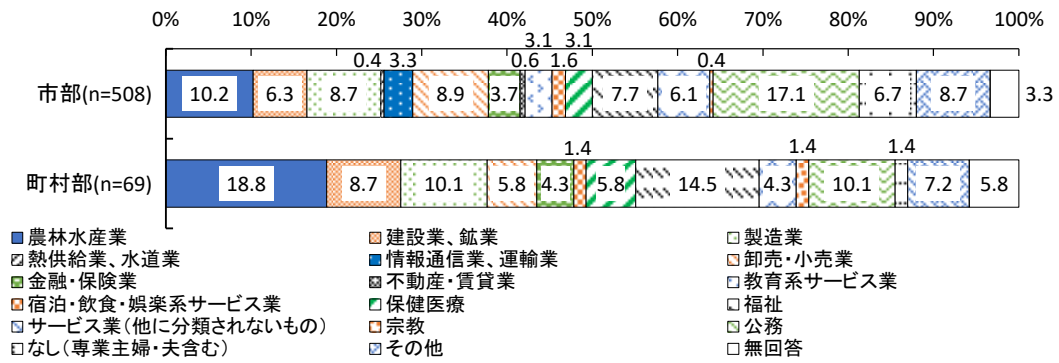 0% 10% 20% 30% 40% 50% 60% 70% 80% 90% 100%
3.1 3.1
0.4 3.3 0.6 1.6 0.4
市部(n=508) 10.2 6.3 8.7 8.9 3.7 7.7 6.1 17.1 6.7 8.7 3.3
1.4 1.4 1.4
町村部(n=69) 18.8 8.7 10.1 5.8 4.3 5.8 14.5 4.3 10.1 7.2 5.8
農林水産業 建設業、鉱業 製造業
熱供給業、水道業 情報通信業、運輸業 卸売・小売業
金融・保険業 不動産・賃貸業 教育系サービス業
宿泊・飲食・娯楽系サービス業 保健医療 福祉
サービス業(他に分類されないもの) 宗教 公務
なし(専業主婦・夫含む) その他 無回答